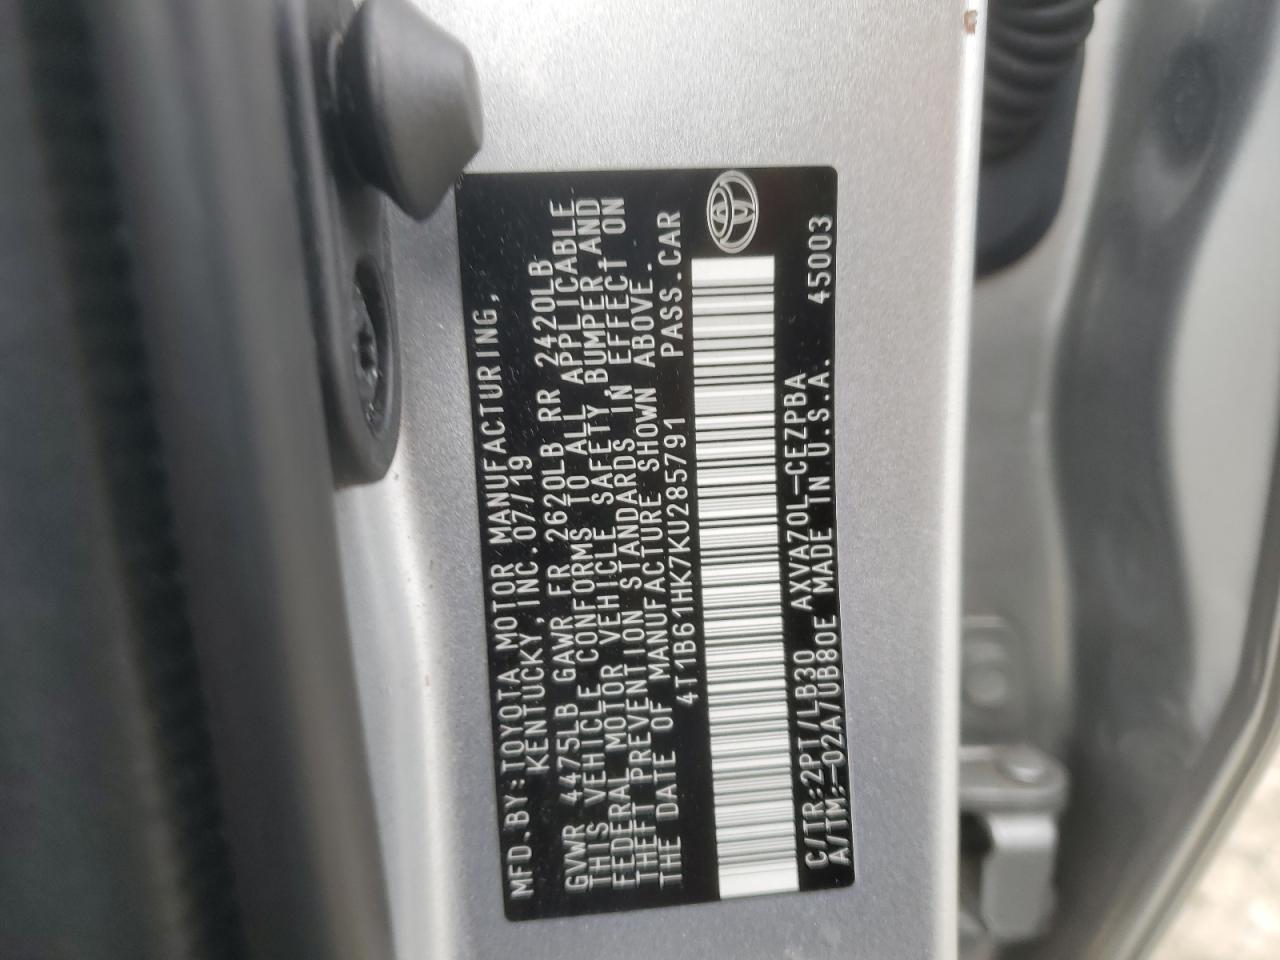 MFD.BY:TOYOTA MOTOR MANUFACTURING,
KENTUCKY, INC. 07/19
GVWR 4475LB GAWR FR 2620LB RR 2420LB
THIS VEHICLE CONFORMS TO ALL APPLICABLE
FEDERAL MOTOR VEHICLE SAFETY,BUMPER,AND
THEFT PREVENTION STANDARDS IN EFFECT ON
THE DATE OF MANUFACTURE SHOWN ABOVE.
4T1B61HK7KU285791 PASS.CAR
C/TR:2PT/LB30 AXVA70L-CEZPBA 45003
A/TM:-02A/UB80E MADE IN U.S.A.